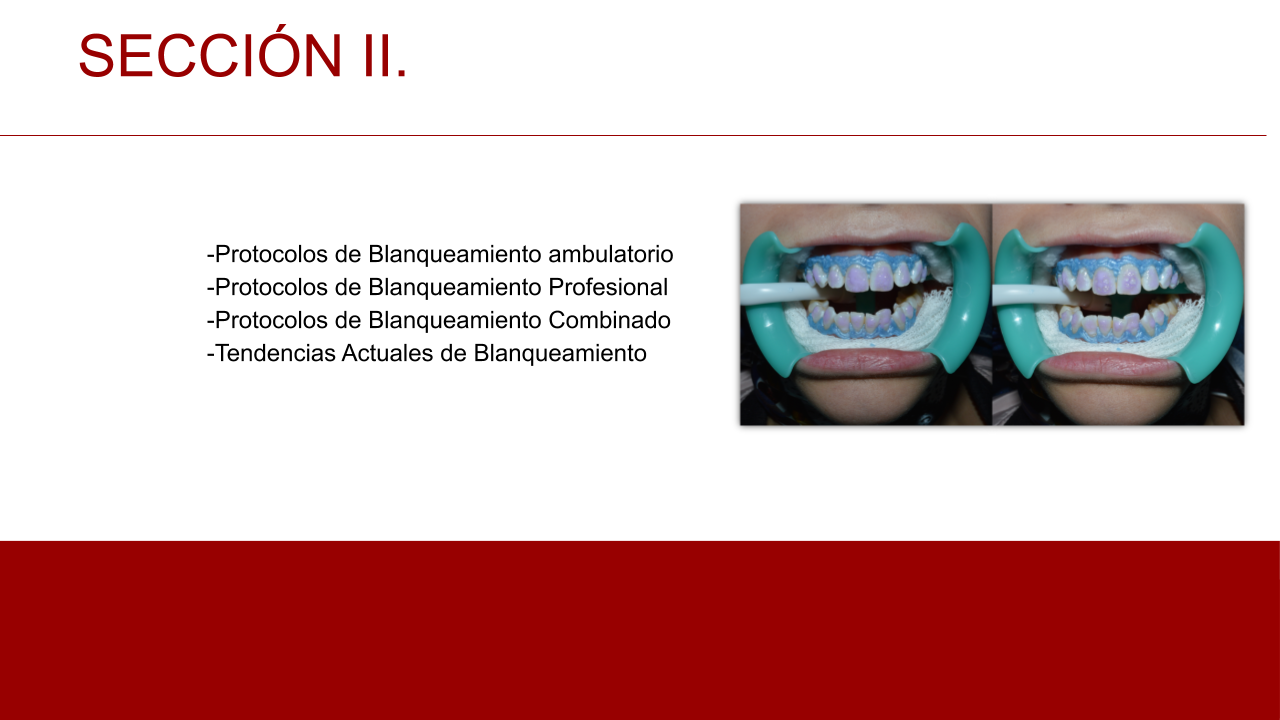 SECCIÓN II.
-Protocolos de Blanqueamiento ambulatorio
-Protocolos de Blanqueamiento Profesional
-Protocolos de Blanqueamiento Combinado
-Tendencias Actuales de Blanqueamiento